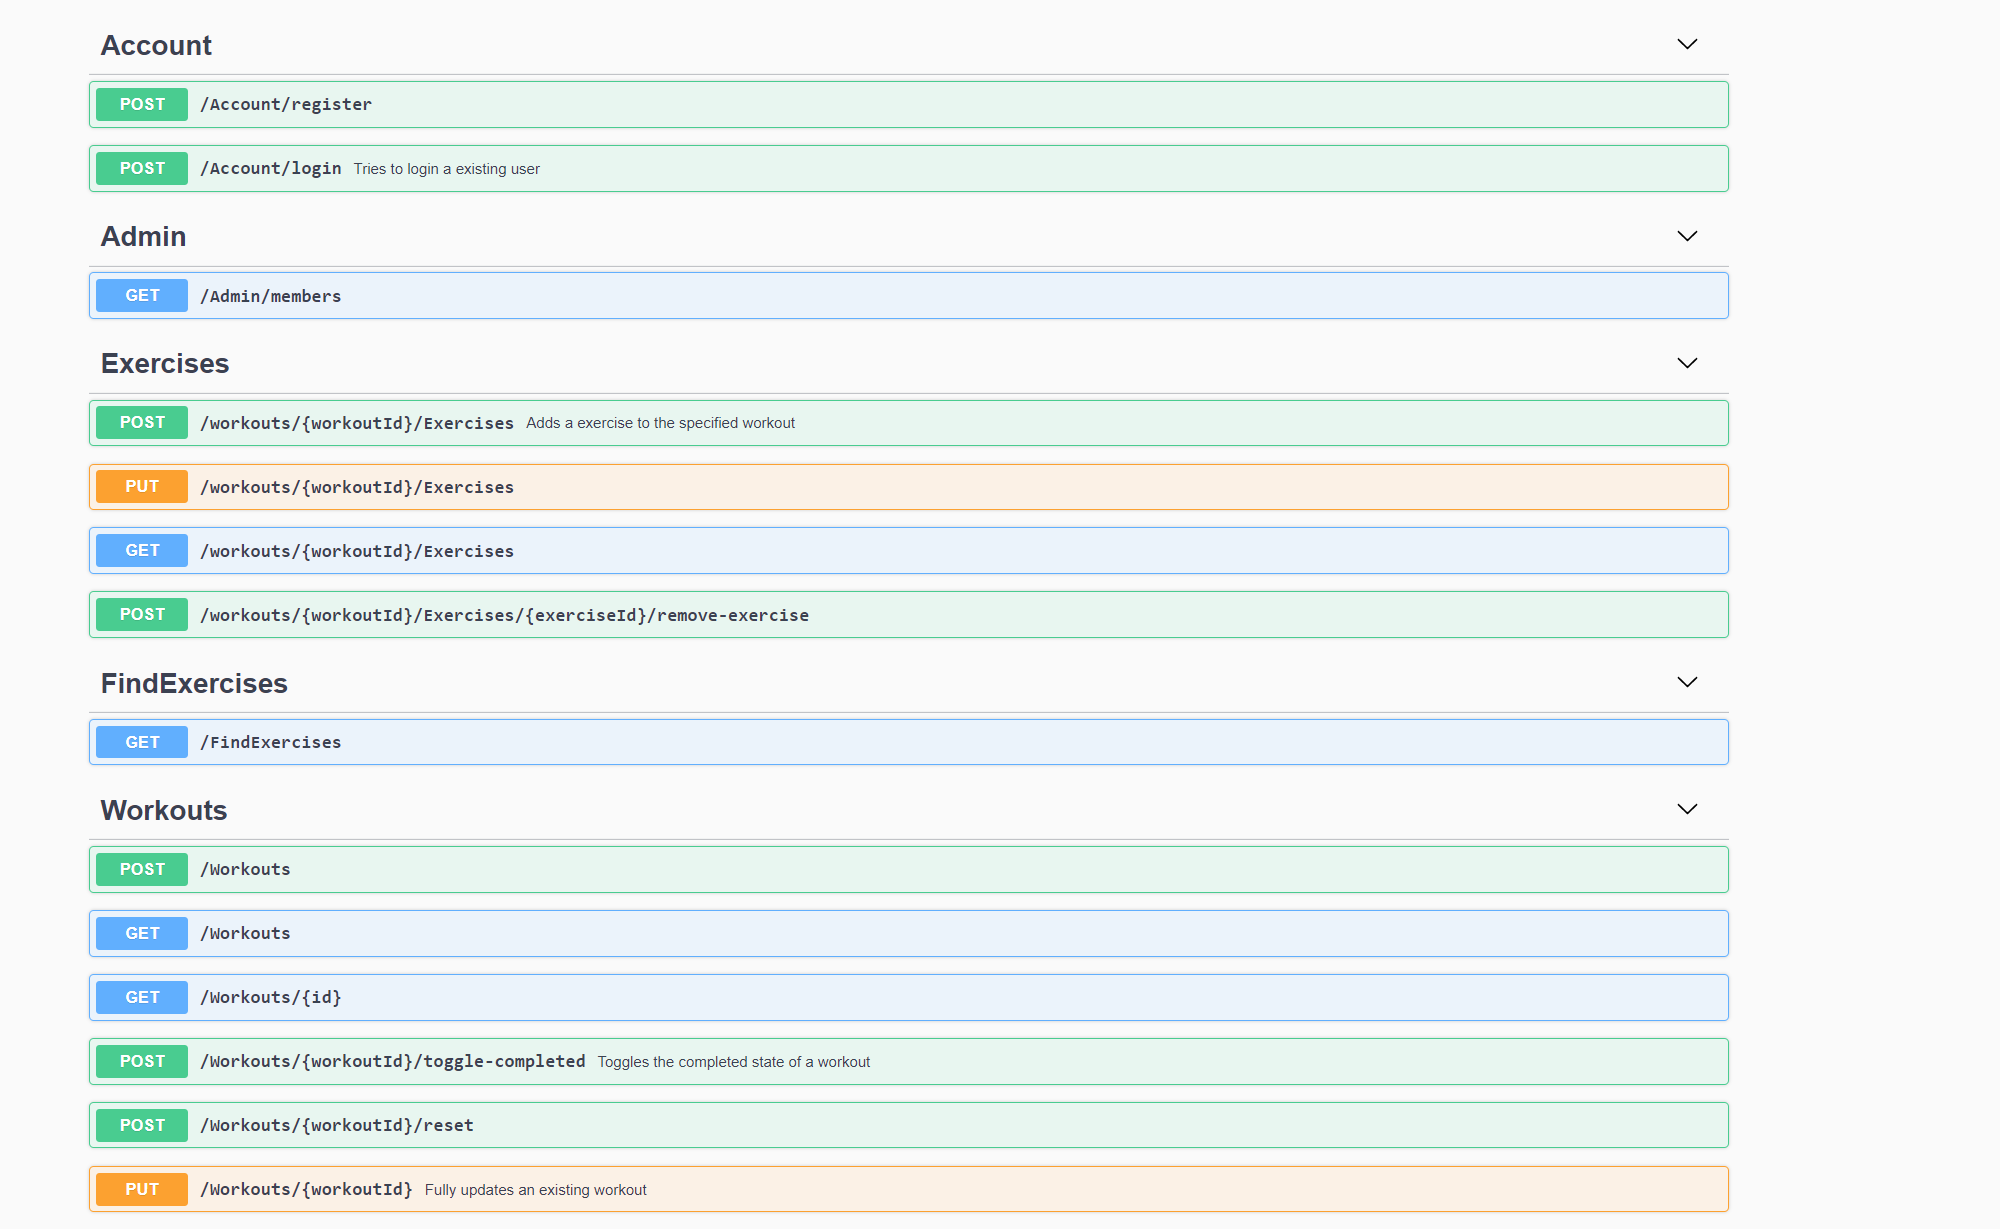 Account
POST /Account/register
POST /Account/login Tries to login a existing user
Admin
GET /Admin/members
Exercises
POST /workouts/{workoutId}/Exercises Adds a exercise to the specified workout
PUT /workouts/{workoutId}/Exercises
GET /workouts/{workoutId}/Exercises
POST /workouts/{workoutId}/Exercises/{exerciseId}/remove-exercise
FindExercises
GET /FindExercises
Workouts
POST /Workouts
GET /Workouts
GET /Workouts/{id}
POST /Workouts/{workoutId}/toggle-completed Toggles the completed state of a workout
POST /Workouts/{workoutId}/reset
PUT /Workouts/{workoutId} Fully updates an existing workout